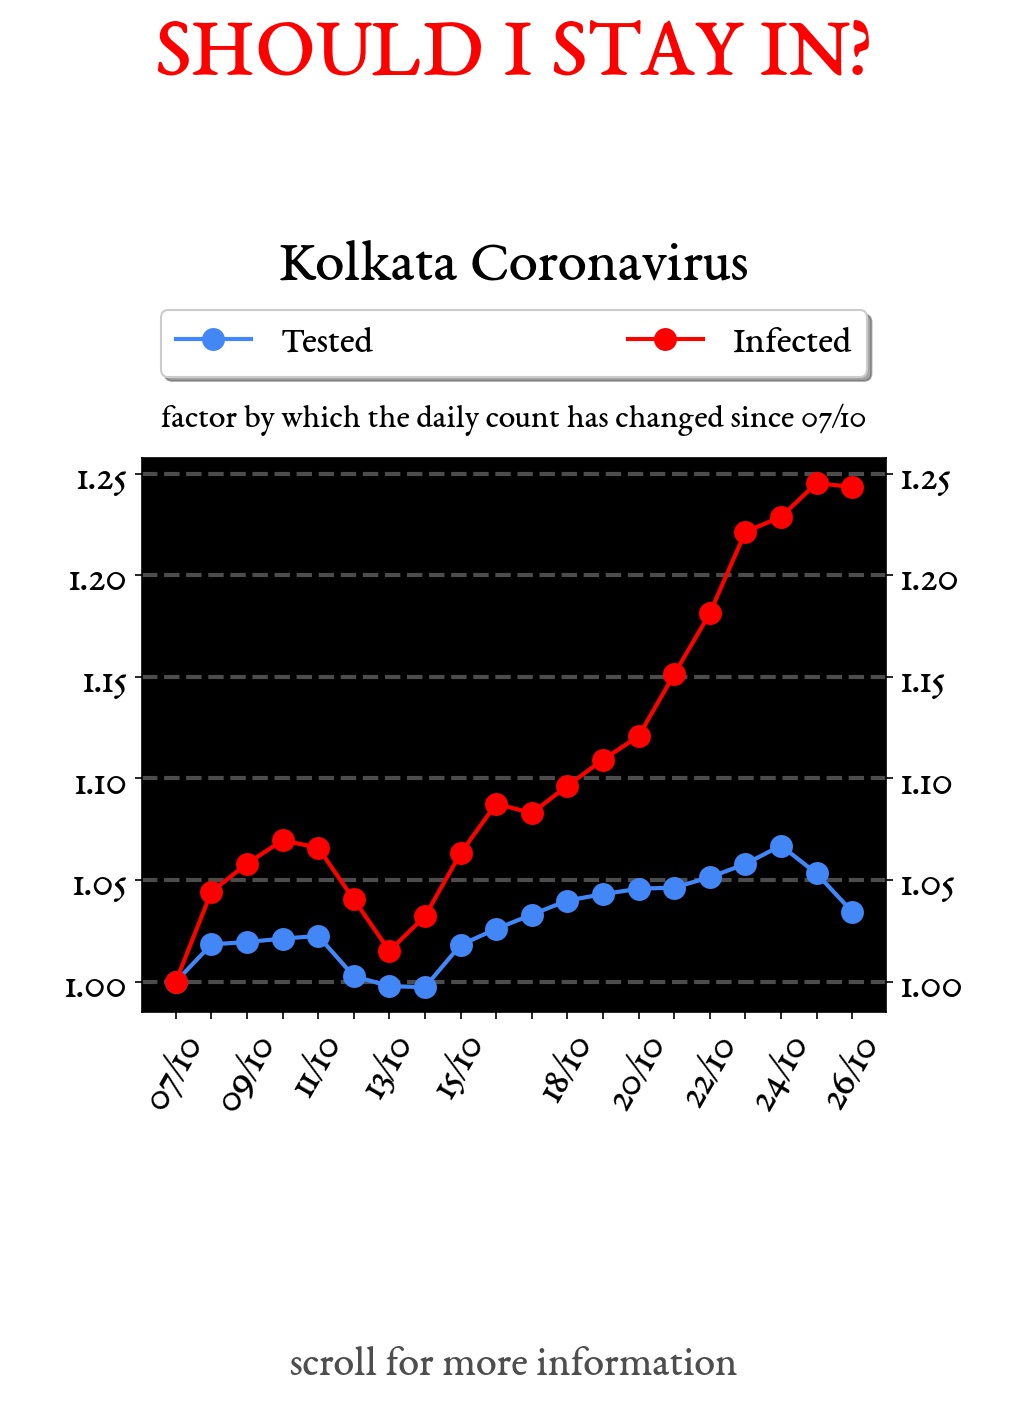 SHOULD I STAY IN?
Kolkata Coronavirus
Tested Infected
factor by which the daily count has changed since 07/10
1.25 1.25
1.20 1.20
1.15 1.15
1.10 1.10
1.05 1.05
1.00 1.00
07/10 09/10 11/10 13/10 15/10 18/10 20/10 22/10 24/10 26/10
scroll for more information